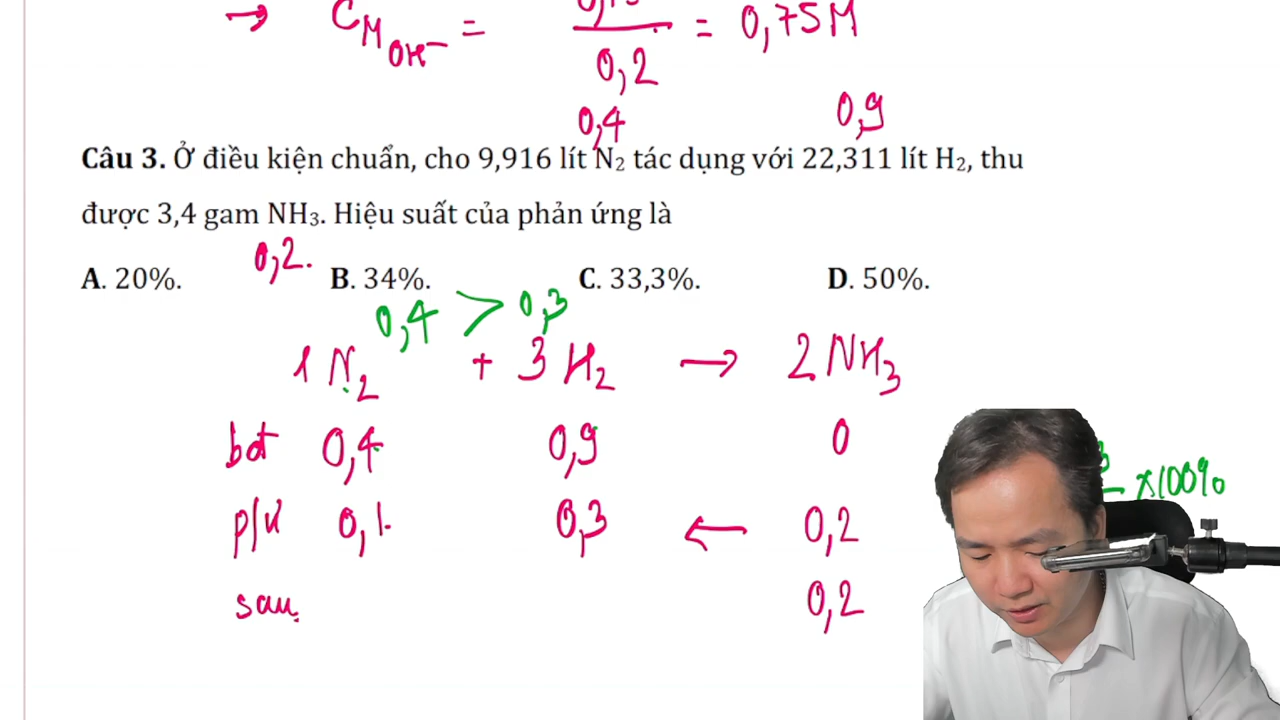 → CM OH⁻ = / 0,2 = 0,75M
0,4 0,9
Câu 3. Ở điều kiện chuẩn, cho 9,916 lít N₂ tác dụng với 22,311 lít H₂, thu
được 3,4 gam NH₃. Hiệu suất của phản ứng là
0,2.
A. 20%. B. 34%. C. 33,3%. D. 50%.
0,4 > 0,3
1 N₂ + 3 H₂ → 2 NH₃
bđ 0,4 0,9 0
p/ư 0,1 0,3 ← 0,2
x100%
sau 0,2